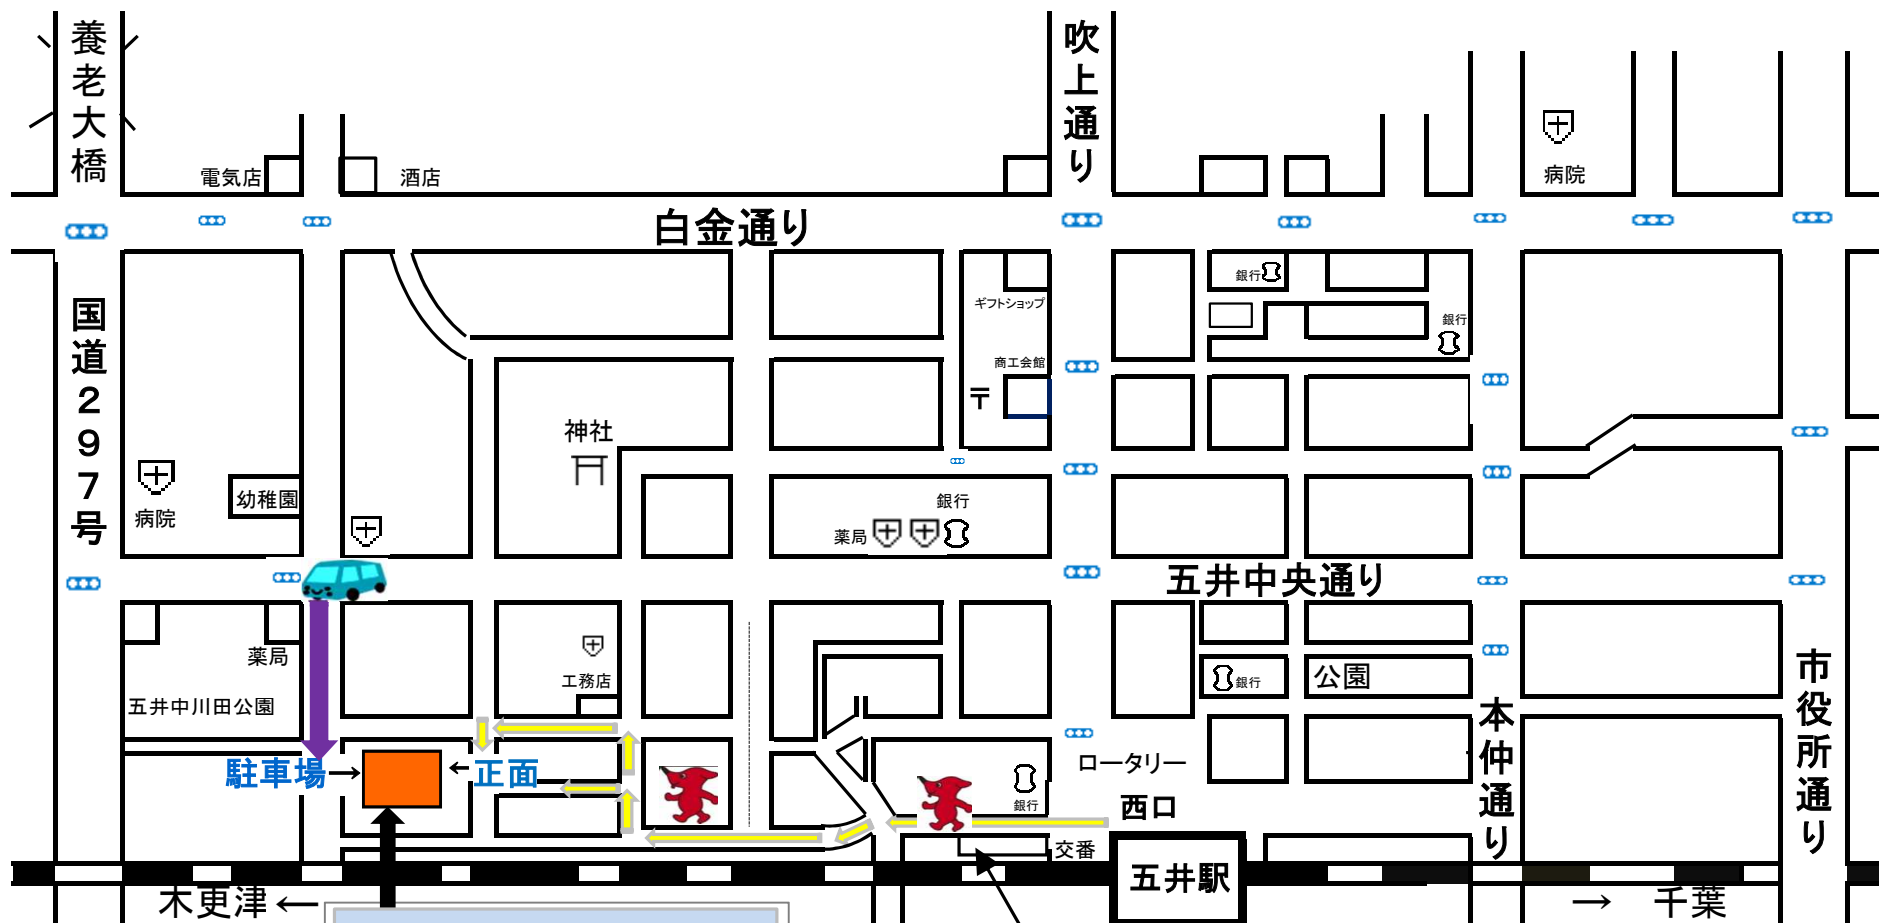 養老大橋
吹上通り
電気店
酒店
病院
白金通り
国道297号
銀行
ギフトショップ
銀行
商工会館
〒
神社
幼稚園
病院
銀行
薬局
五井中央通り
薬局
工務店
銀行
公園
五井中川田公園
市役所通り
本仲通り
駐車場→
←正面
ロータリー
銀行
西口
交番
五井駅
木更津←
→ 千葉